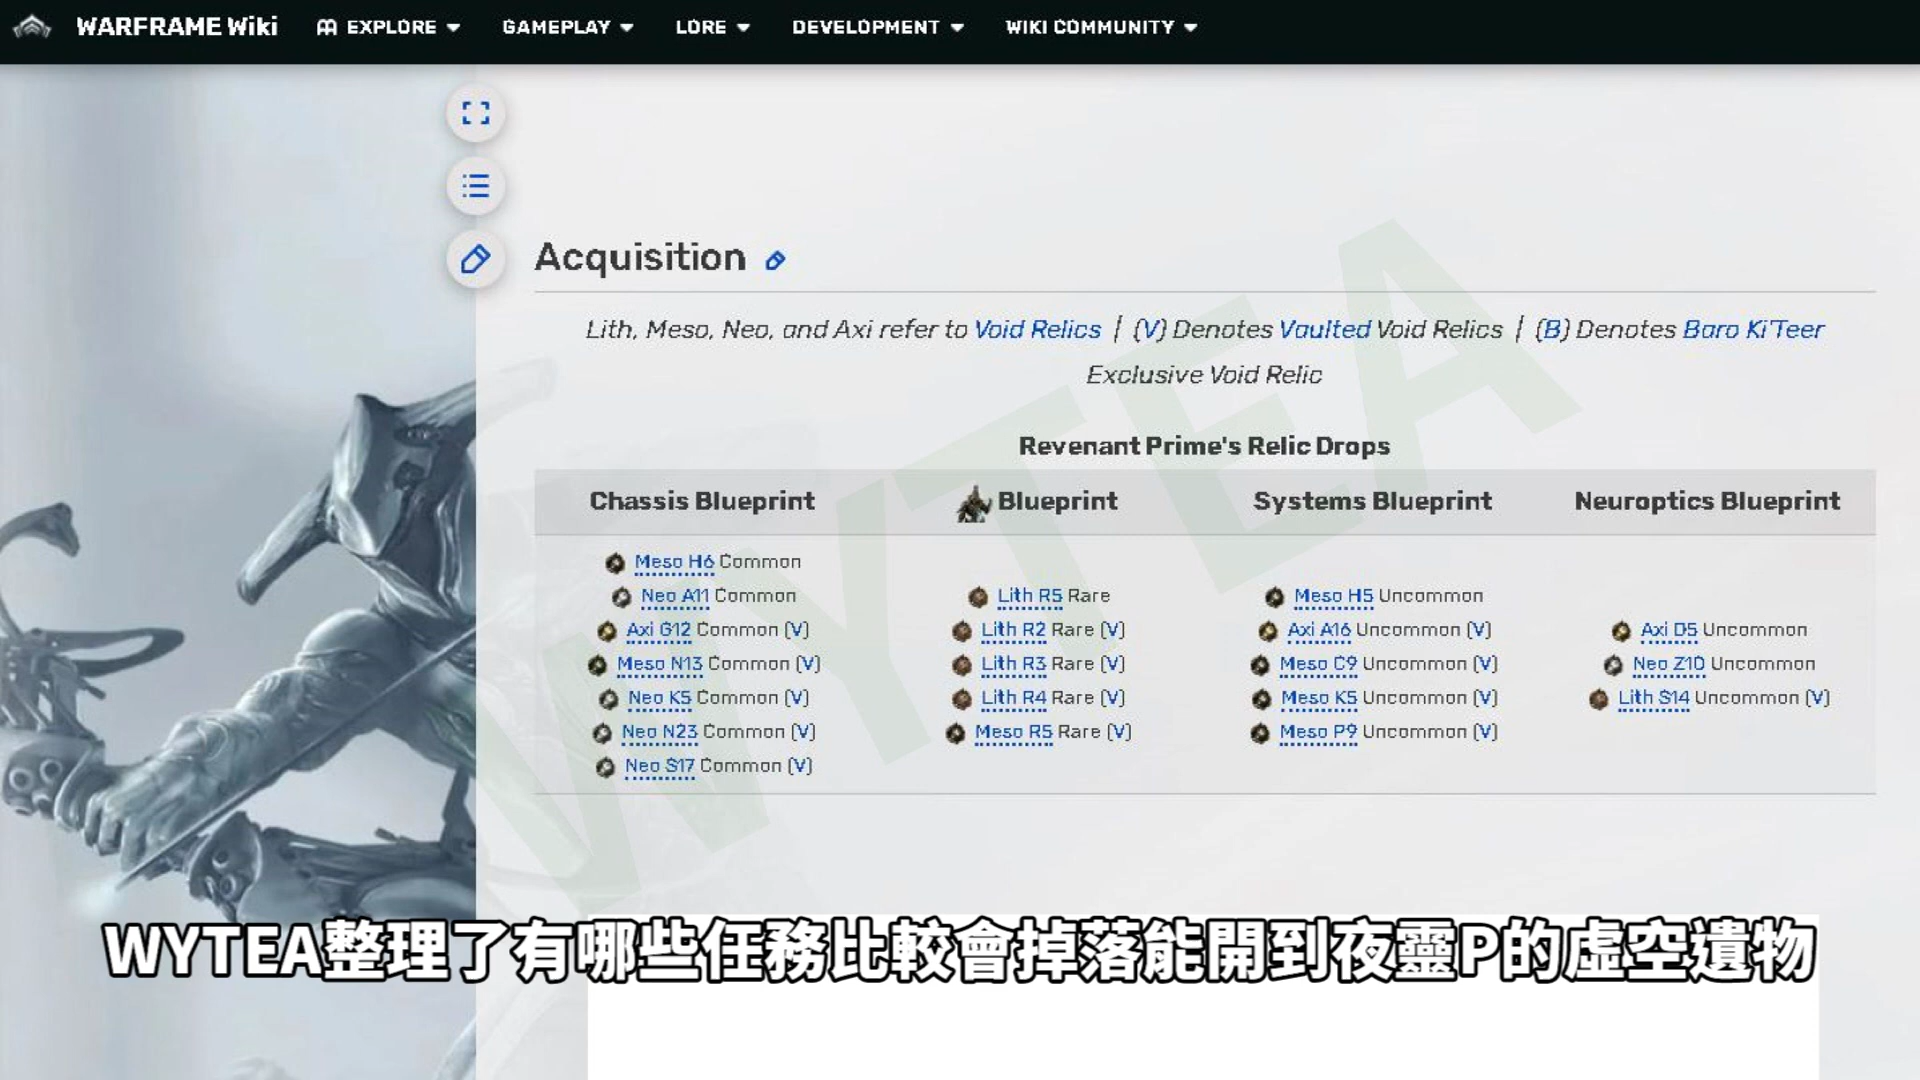 WARFRAME Wiki EXPLORE GAMEPLAY LORE DEVELOPMENT WIKI COMMUNITY
Acquisition
Lith, Meso, Neo, and Axi refer to Void Relics | (V) Denotes Vaulted Void Relics | (B) Denotes Baro Ki'Teer
Exclusive Void Relic
Revenant Prime's Relic Drops
Chassis Blueprint Blueprint Systems Blueprint Neuroptics Blueprint
Meso H6 Common
Neo A11 Common
Axi G12 Common (V)
Meso N13 Common (V)
Neo K5 Common (V)
Neo N23 Common (V)
Neo S17 Common (V)
Lith R5 Rare
Lith R2 Rare (V)
Lith R3 Rare (V)
Lith R4 Rare (V)
Meso R5 Rare (V)
Meso H5 Uncommon
Axi A16 Uncommon (V)
Meso C9 Uncommon (V)
Meso K5 Uncommon (V)
Meso P9 Uncommon (V)
Axi D5 Uncommon
Neo Z10 Uncommon
Lith S14 Uncommon (V)
WYTEA
WYTEA整理了有哪些任務比較會掉落能開到夜靈P的虛空遺物